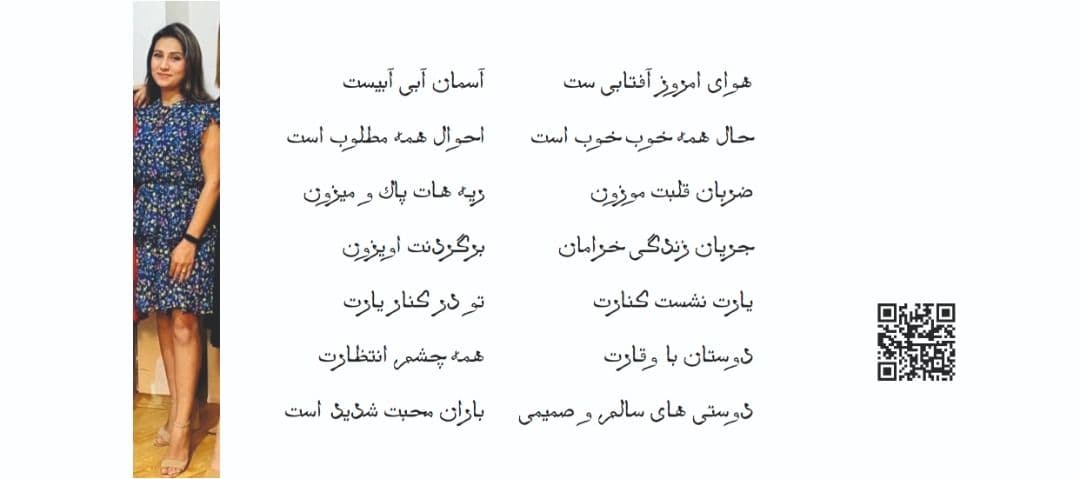 هوای امروز آفتابی ست آسمان آبی آبیست
حال همه خوب خوب است احوال همه مطلوب است
ضربان قلبت موزون ریه هات پاک و میزون
جریان زندگی خرامان برگردنت اویزون
یارت نشست کنارت تو در کنار یارت
دوستان با وقارت همه چشم انتظارت
دوستی های سالم و صمیمی باران محبت شدید است